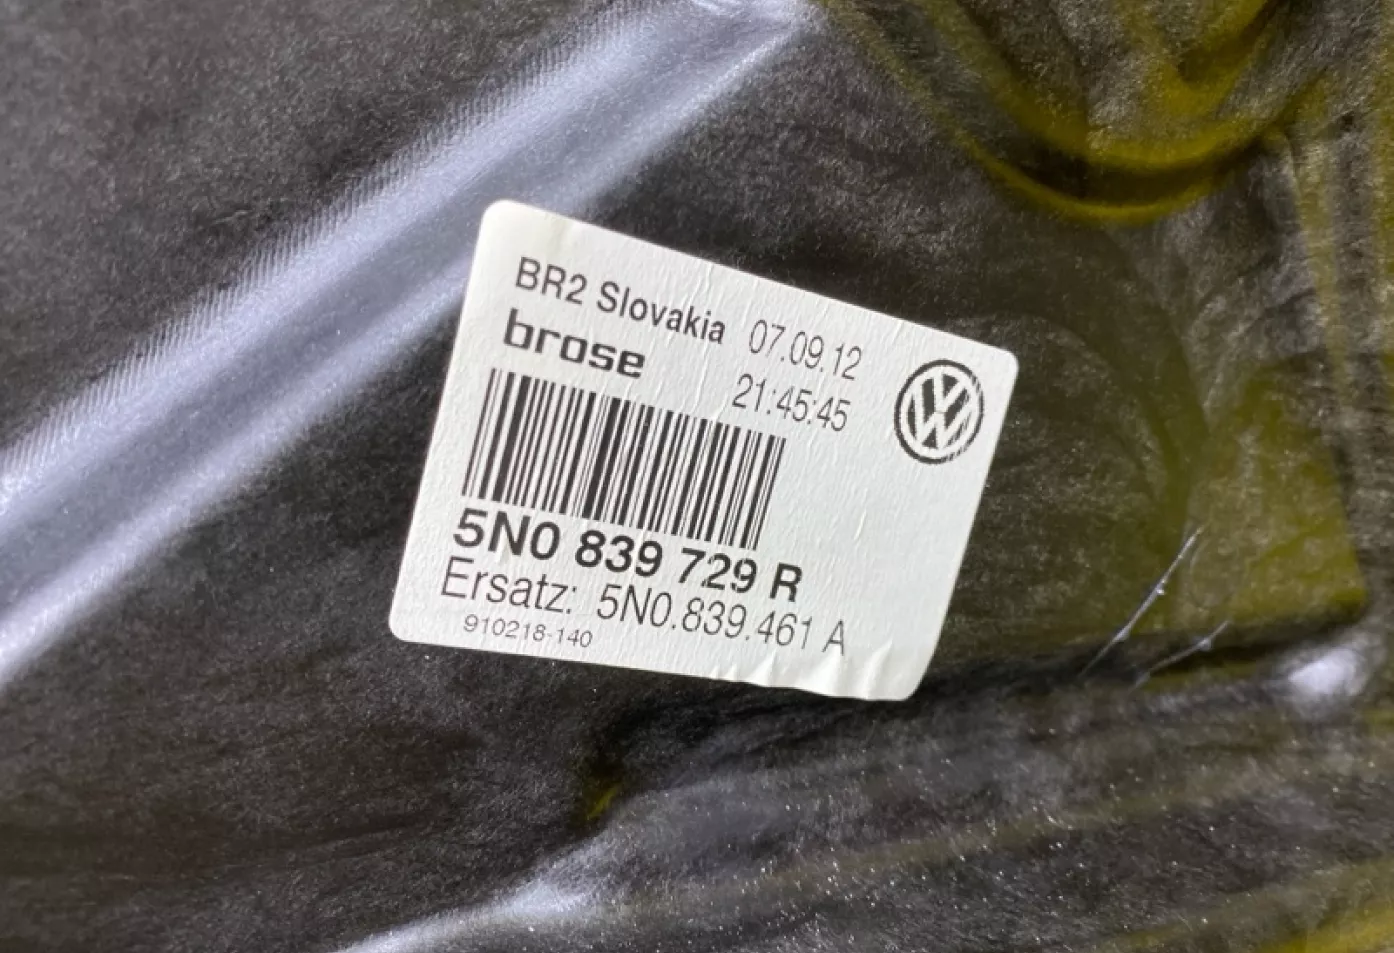 BR2 Slovakia 07.09.12
brose 21:45:45
5N0 839 729 R
Ersatz: 5N0.839.461 A
910218-140